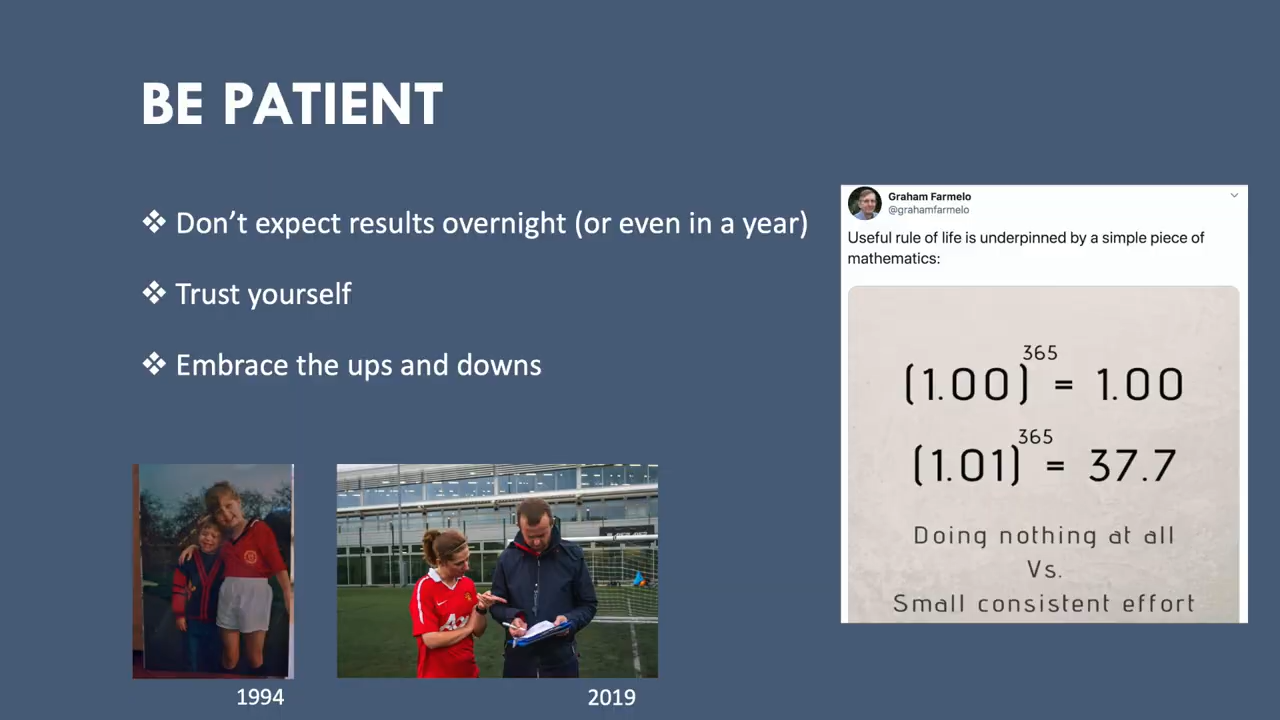 BE PATIENT
❖ Don't expect results overnight (or even in a year)
❖ Trust yourself
❖ Embrace the ups and downs
Graham Farmelo
@grahamfarmelo
Useful rule of life is underpinned by a simple piece of
mathematics:
(1.00)³⁶⁵ = 1.00
(1.01)³⁶⁵ = 37.7
Doing nothing at all
Vs.
Small consistent effort
1994
2019